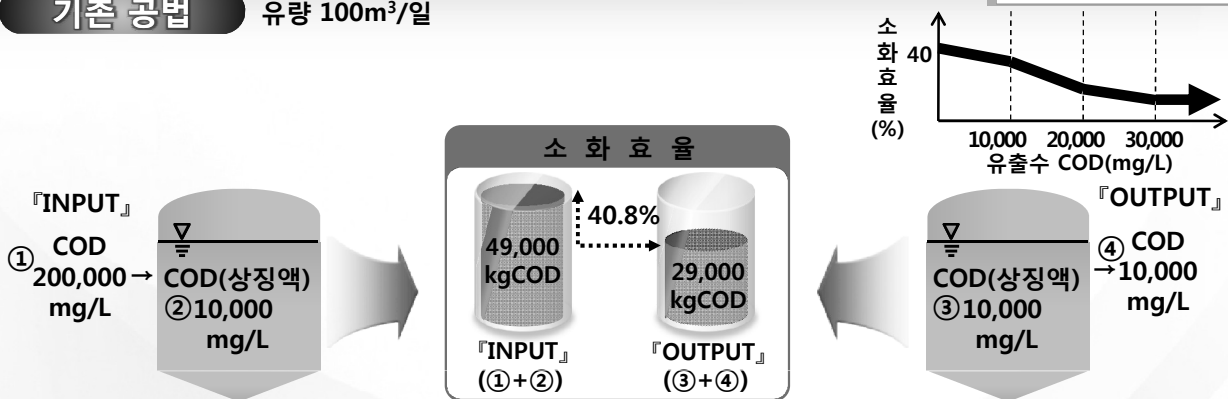 기존 공법
유량 100m³/일
소화효율(%)
40
10,000 20,000 30,000
유출수 COD(mg/L)
소 화 효 율
『INPUT』
① COD
200,000→
mg/L
COD(상징액)
②10,000
mg/L
49,000
kgCOD
40.8%
29,000
kgCOD
『INPUT』
(①+②)
『OUTPUT』
(③+④)
COD(상징액)
③10,000
mg/L
『OUTPUT』
④ COD
→10,000
mg/L